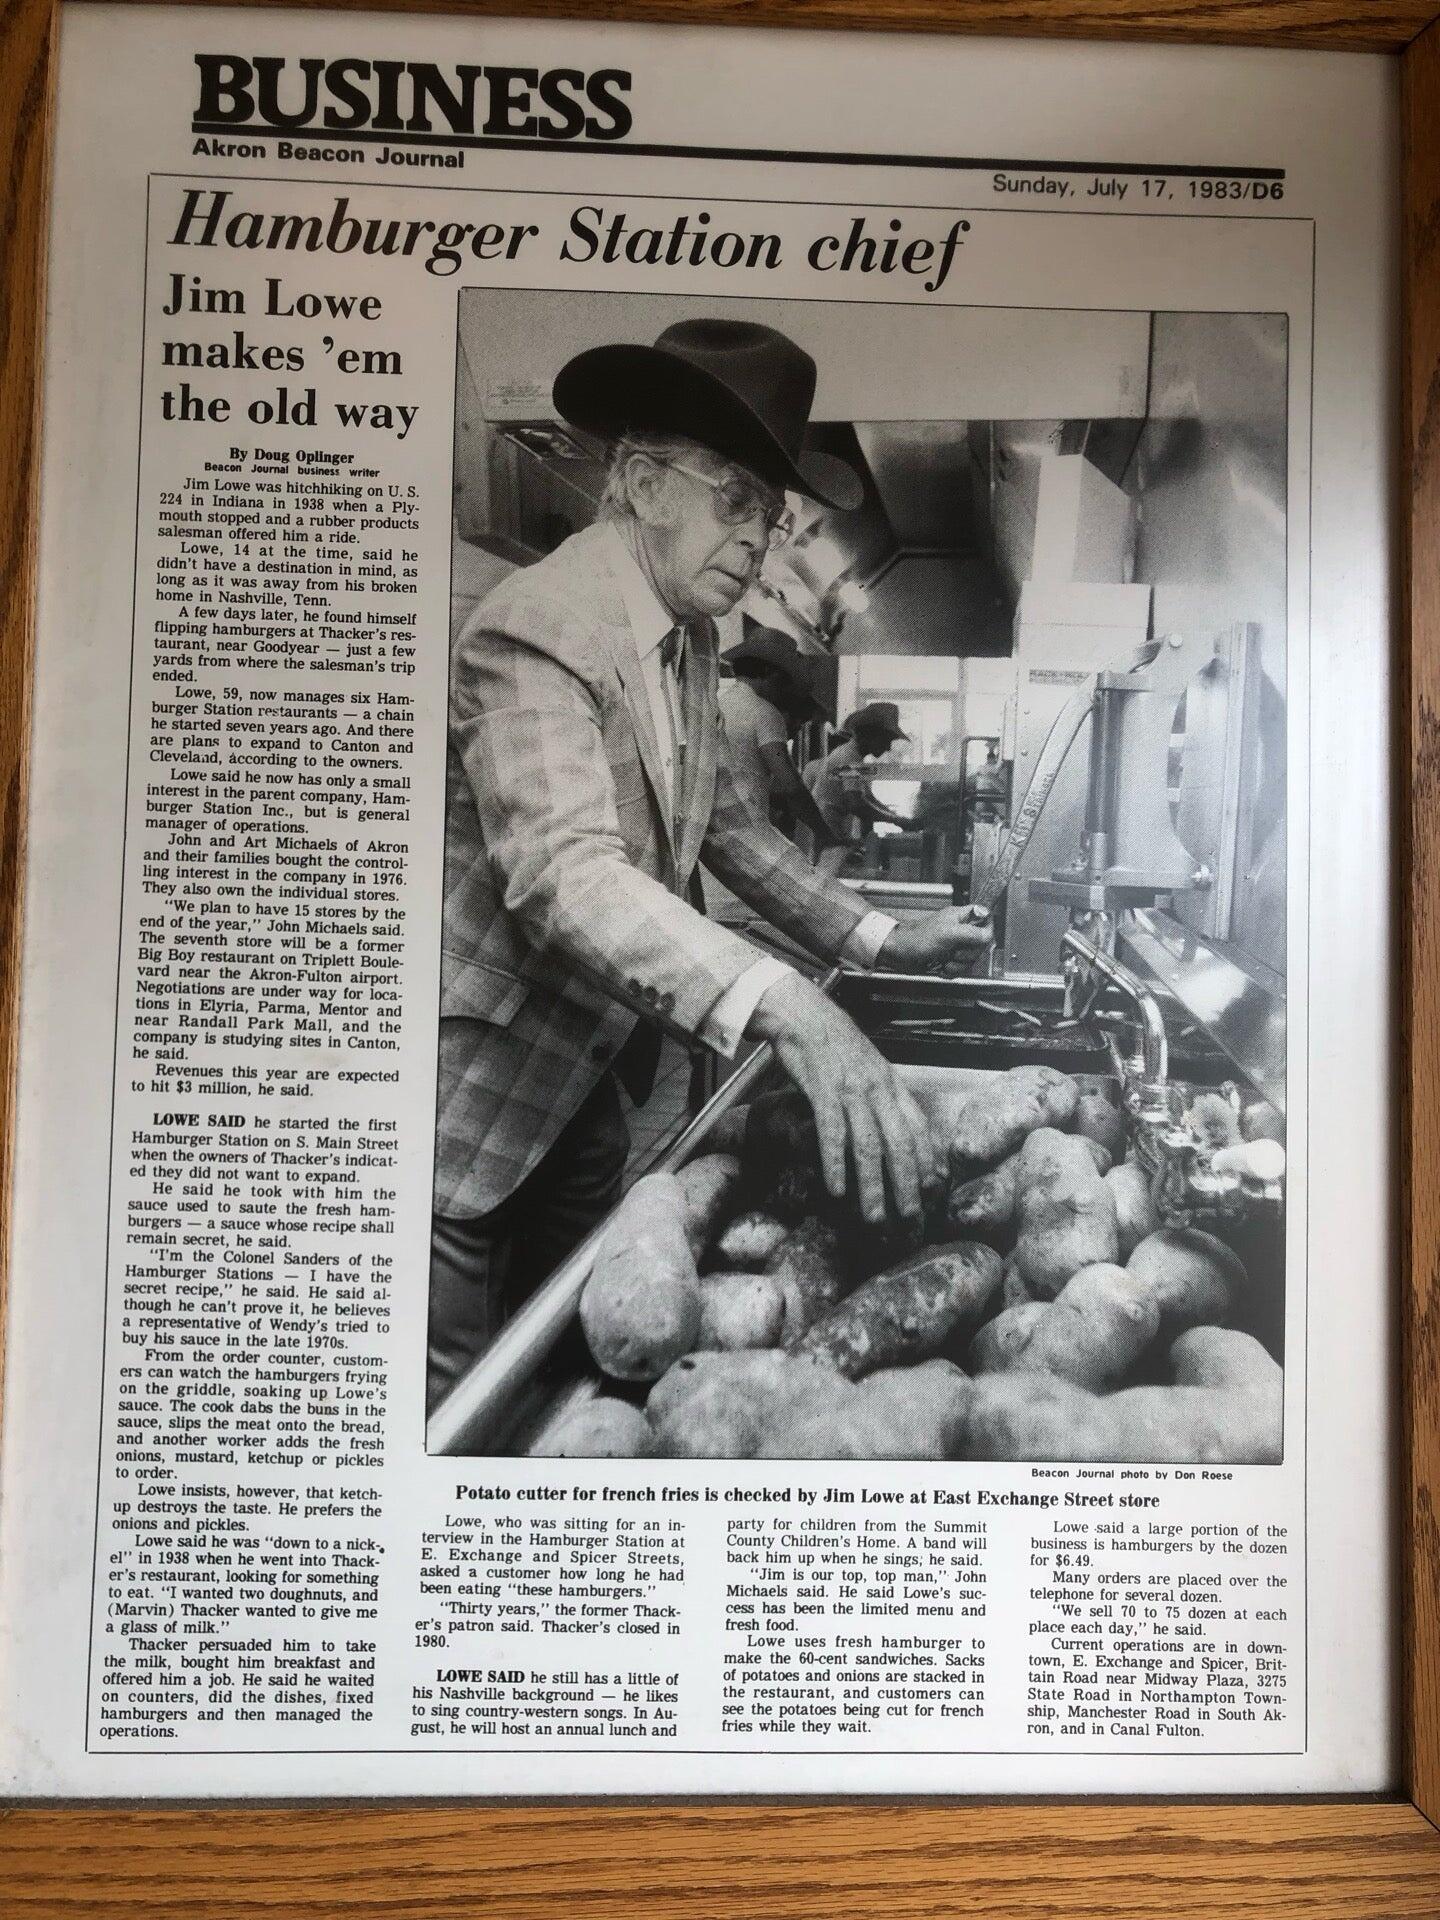 BUSINESS
Akron Beacon Journal
Sunday, July 17, 1983/D6
Hamburger Station chief
Jim Lowe
makes 'em
the old way
By Doug Oplinger
Beacon Journal business writer
Jim Lowe was hitchhiking on U. S.
224 in Indiana in 1938 when a Ply-
mouth stopped and a rubber products
salesman offered him a ride.
Lowe, 14 at the time, said he
didn't have a destination in mind, as
long as it was away from his broken
home in Nashville, Tenn.
A few days later, he found himself
flipping hamburgers at Thacker's res-
taurant, near Goodyear — just a few
yards from where the salesman's trip
ended.
Lowe, 59, now manages six Ham-
burger Station restaurants — a chain
he started seven years ago. And there
are plans to expand to Canton and
Cleveland, according to the owners.
Lowe said he now has only a small
interest in the parent company, Ham-
burger Station Inc., but is general
manager of operations.
John and Art Michaels of Akron
and their families bought the control-
ling interest in the company in 1976.
They also own the individual stores.
"We plan to have 15 stores by the
end of the year," John Michaels said.
The seventh store will be a former
Big Boy restaurant on Triplett Boule-
vard near the Akron-Fulton airport.
Negotiations are under way for loca-
tions in Elyria, Parma, Mentor and
near Randall Park Mall, and the
company is studying sites in Canton,
he said.
Revenues this year are expected
to hit $3 million, he said.
LOWE SAID he started the first
Hamburger Station on S. Main Street
when the owners of Thacker's indicat-
ed they did not want to expand.
He said he took with him the
sauce used to saute the fresh ham-
burgers — a sauce whose recipe shall
remain secret, he said.
"I'm the Colonel Sanders of the
Hamburger Stations — I have the
secret recipe," he said. He said al-
though he can't prove it, he believes
a representative of Wendy's tried to
buy his sauce in the late 1970s.
From the order counter, custom-
ers can watch the hamburgers frying
on the griddle, soaking up Lowe's
sauce. The cook dabs the buns in the
sauce, slips the meat onto the bread,
and another worker adds the fresh
onions, mustard, ketchup or pickles
to order.
Lowe insists, however, that ketch-
up destroys the taste. He prefers the
onions and pickles.
Lowe said he was "down to a nick-
el" in 1938 when he went into Thack-
er's restaurant, looking for something
to eat. "I wanted two doughnuts, and
(Marvin) Thacker wanted to give me
a glass of milk."
Thacker persuaded him to take
the milk, bought him breakfast and
offered him a job. He said he waited
on counters, did the dishes, fixed
hamburgers and then managed the
operations.
Beacon Journal photo by Don Roese
Potato cutter for french fries is checked by Jim Lowe at East Exchange Street store
Lowe, who was sitting for an in-
terview in the Hamburger Station at
E. Exchange and Spicer Streets,
asked a customer how long he had
been eating "these hamburgers."
"Thirty years," the former Thack-
er's patron said. Thacker's closed in
1980.
LOWE SAID he still has a little of
his Nashville background — he likes
to sing country-western songs. In Au-
gust, he will host an annual lunch and
party for children from the Summit
County Children's Home. A band will
back him up when he sings, he said.
"Jim is our top, top man," John
Michaels said. He said Lowe's suc-
cess has been the limited menu and
fresh food.
Lowe uses fresh hamburger to
make the 60-cent sandwiches. Sacks
of potatoes and onions are stacked in
the restaurant, and customers can
see the potatoes being cut for french
fries while they wait.
Lowe said a large portion of the
business is hamburgers by the dozen
for $6.49.
Many orders are placed over the
telephone for several dozen.
"We sell 70 to 75 dozen at each
place each day," he said.
Current operations are in down-
town, E. Exchange and Spicer, Brit-
tain Road near Midway Plaza, 3275
State Road in Northampton Town-
ship, Manchester Road in South Ak-
ron, and in Canal Fulton.